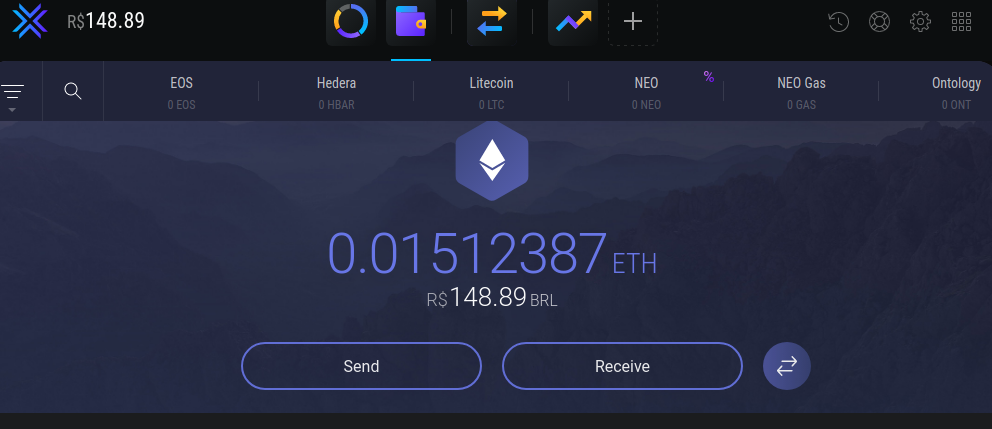 R$148.89
EOS
0 EOS
Hedera
0 HBAR
Litecoin
0 LTC
NEO
0 NEO
%
NEO Gas
0 GAS
Ontology
0 ONT
0.01512387 ETH
R$148.89 BRL
Send
Receive